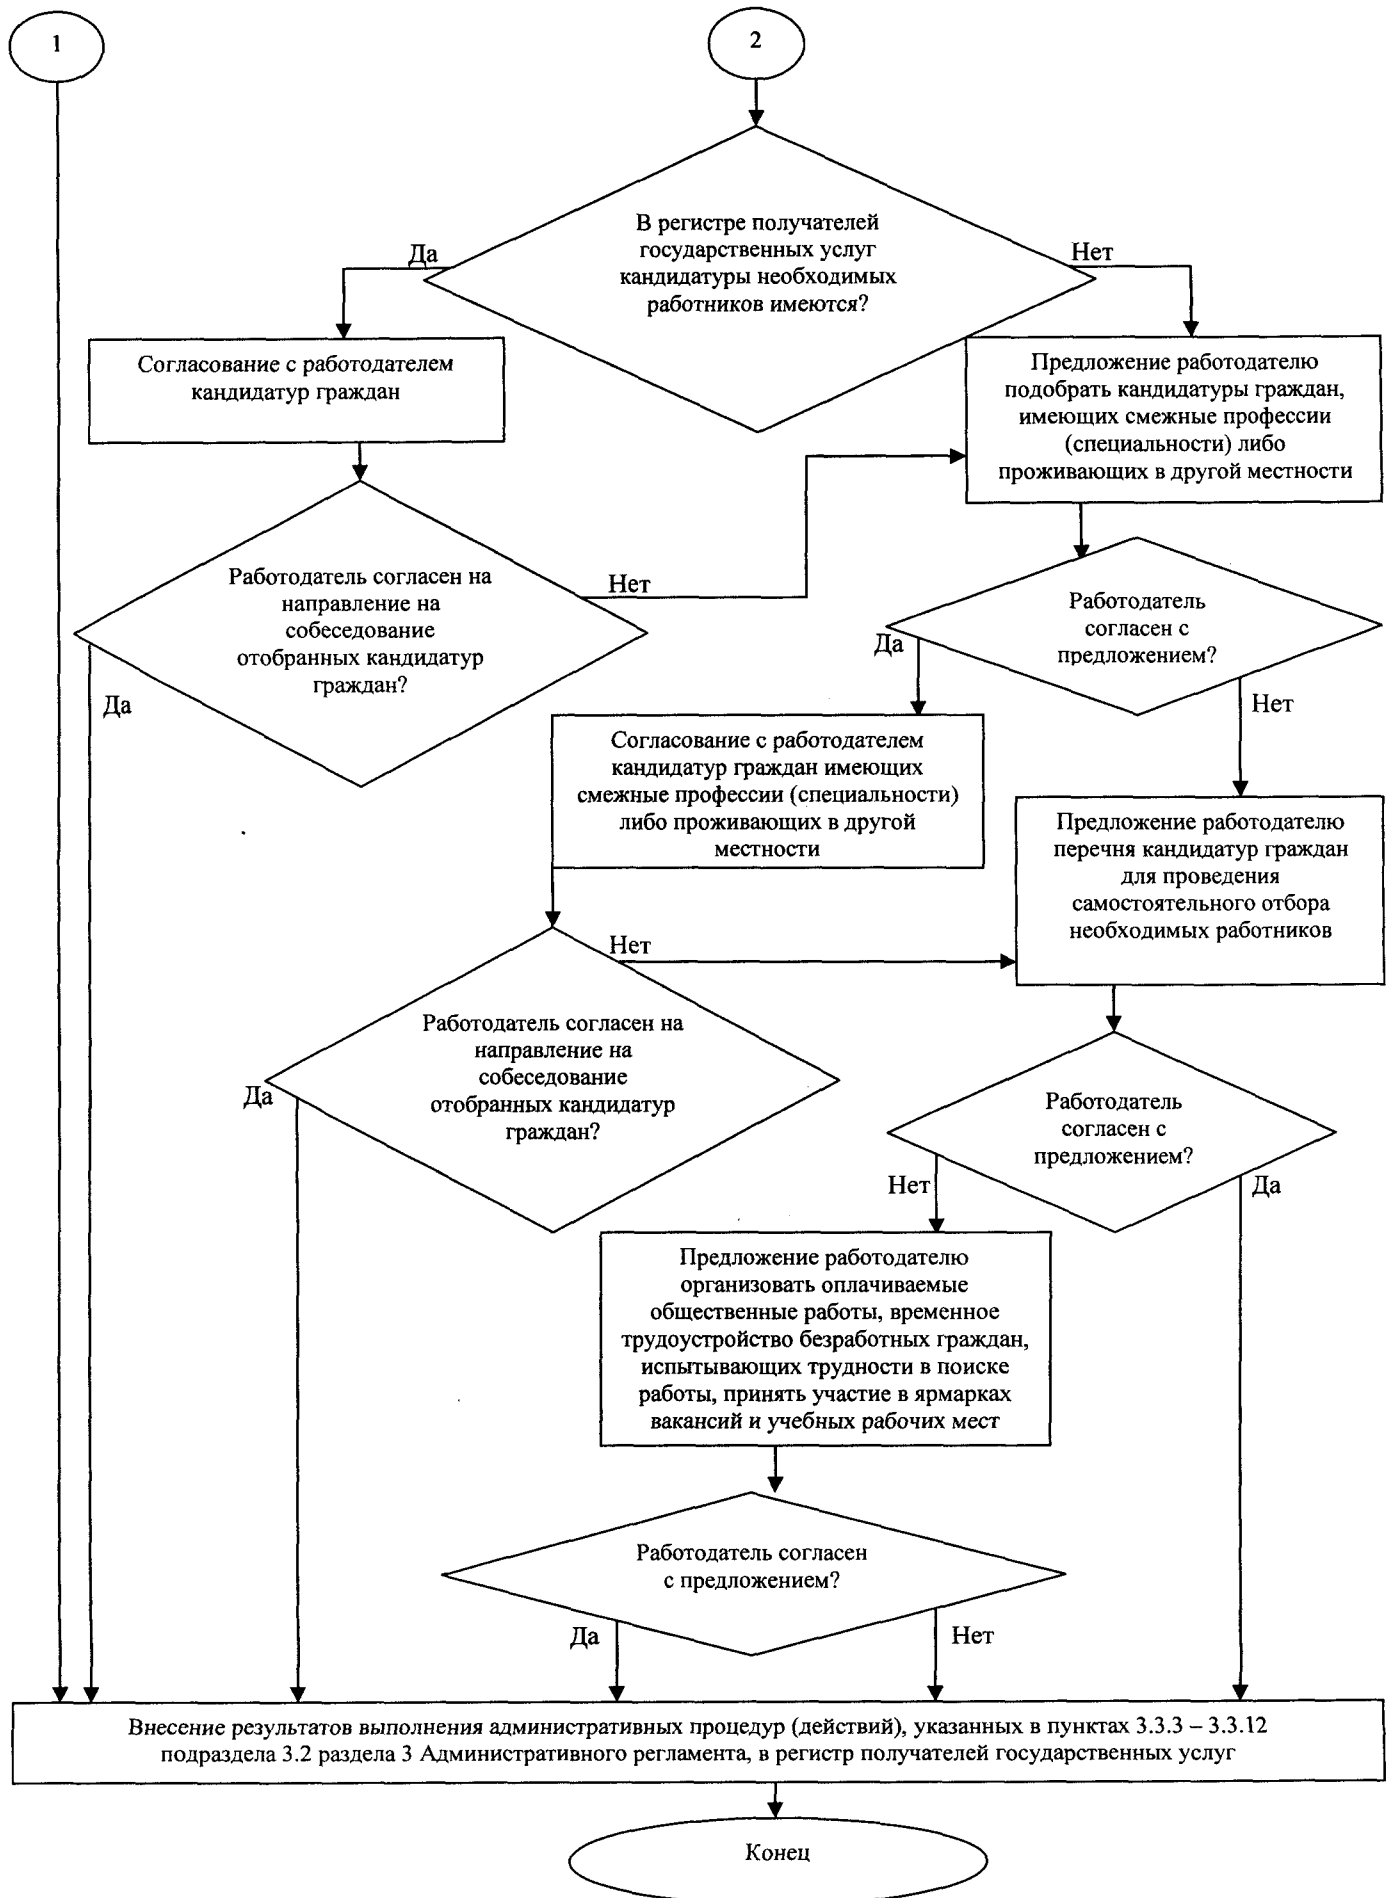 1
2
В регистре получателей
государственных услуг
кандидатуры необходимых
работников имеются?
Да
Нет
Согласование с работодателем
кандидатур граждан
Предложение работодателю
подобрать кандидатуры граждан,
имеющих смежные профессии
(специальности) либо
проживающих в другой местности
Работодатель согласен на
направление на
собеседование
отобранных кандидатур
граждан?
Нет
Да
Работодатель
согласен с
предложением?
Да
Нет
Согласование с работодателем
кандидатур граждан имеющих
смежные профессии (специальности)
либо проживающих в другой
местности
Предложение работодателю
перечня кандидатур граждан
для проведения
самостоятельного отбора
необходимых работников
Нет
Работодатель согласен на
направление на
собеседование
отобранных кандидатур
граждан?
Да
Работодатель
согласен с
предложением?
Нет
Да
Предложение работодателю
организовать оплачиваемые
общественные работы, временное
трудоустройство безработных граждан,
испытывающих трудности в поиске
работы, принять участие в ярмарках
вакансий и учебных рабочих мест
Работодатель согласен
с предложением?
Да
Нет
Внесение результатов выполнения административных процедур (действий), указанных в пунктах 3.3.3 – 3.3.12
подраздела 3.2 раздела 3 Административного регламента, в регистр получателей государственных услуг
Конец